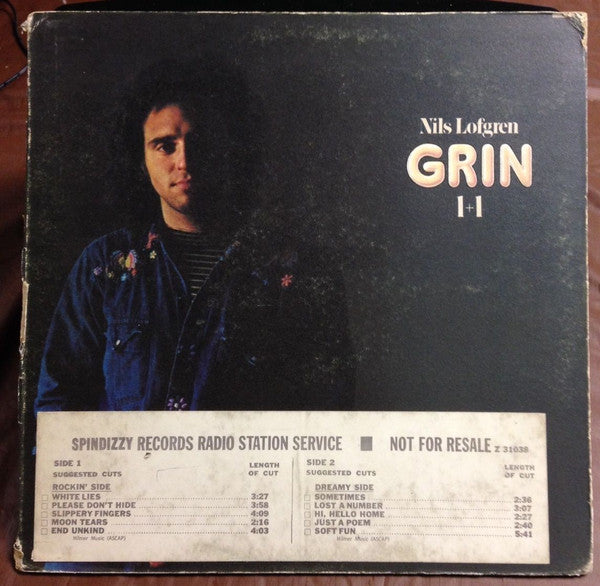 Nils Lofgren
GRIN
1+1
SPINDIZZY RECORDS RADIO STATION SERVICE ■ NOT FOR RESALE Z 31038
SIDE 1
SUGGESTED CUTS LENGTH OF CUT
ROCKIN' SIDE
WHITE LIES 3:27
PLEASE DON'T HIDE 3:58
SLIPPERY FINGERS 4:09
MOON TEARS 2:16
END UNKIND 4:03
Hilmer Music (ASCAP)
SIDE 2
SUGGESTED CUTS LENGTH OF CUT
DREAMY SIDE
SOMETIMES 2:36
LOST A NUMBER 3:07
HI, HELLO HOME 2:27
JUST A POEM 2:40
SOFT FUN 5:41
Hilmer Music (ASCAP)